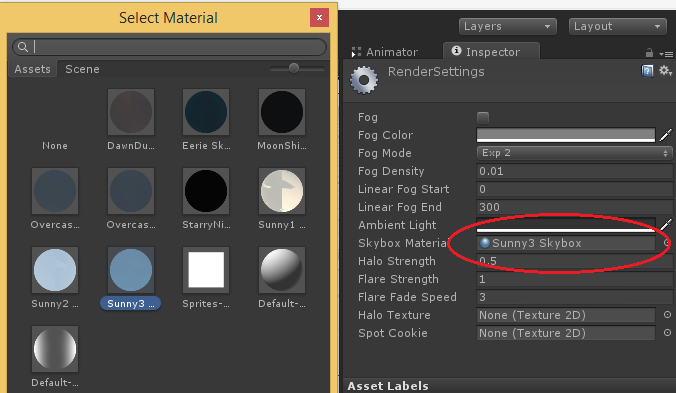 Select Material
x
Assets Scene
None
DawnDu...
Eerie Sk...
MoonShi...
Overcas...
Overcas...
StarryNi...
Sunny1 ...
Sunny2 ...
Sunny3 ...
Sprites-...
Default-...
Default-...
Layers
Layout
Animator
Inspector
RenderSettings
Fog
Fog Color
Fog Mode Exp 2
Fog Density 0.01
Linear Fog Start 0
Linear Fog End 300
Ambient Light
Skybox Material Sunny3 Skybox
Halo Strength 0.5
Flare Strength 1
Flare Fade Speed 3
Halo Texture None (Texture 2D)
Spot Cookie None (Texture 2D)
Asset Labels